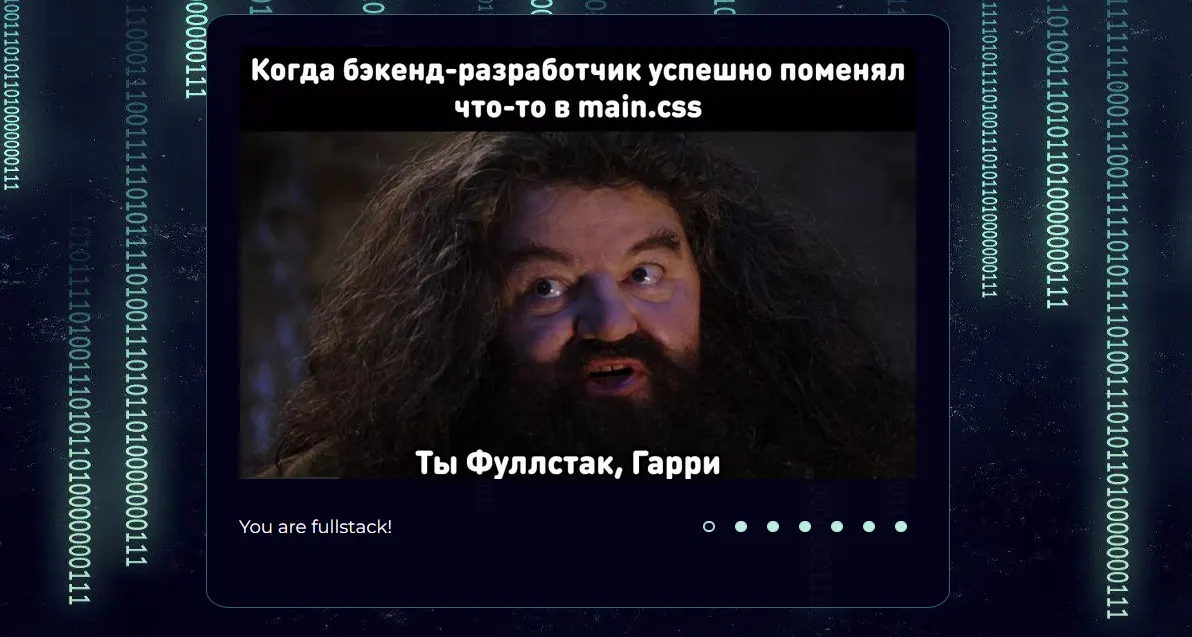 Когда бэкенд-разработчик успешно поменял
что-то в main.css
Ты Фуллстак, Гарри
You are fullstack!